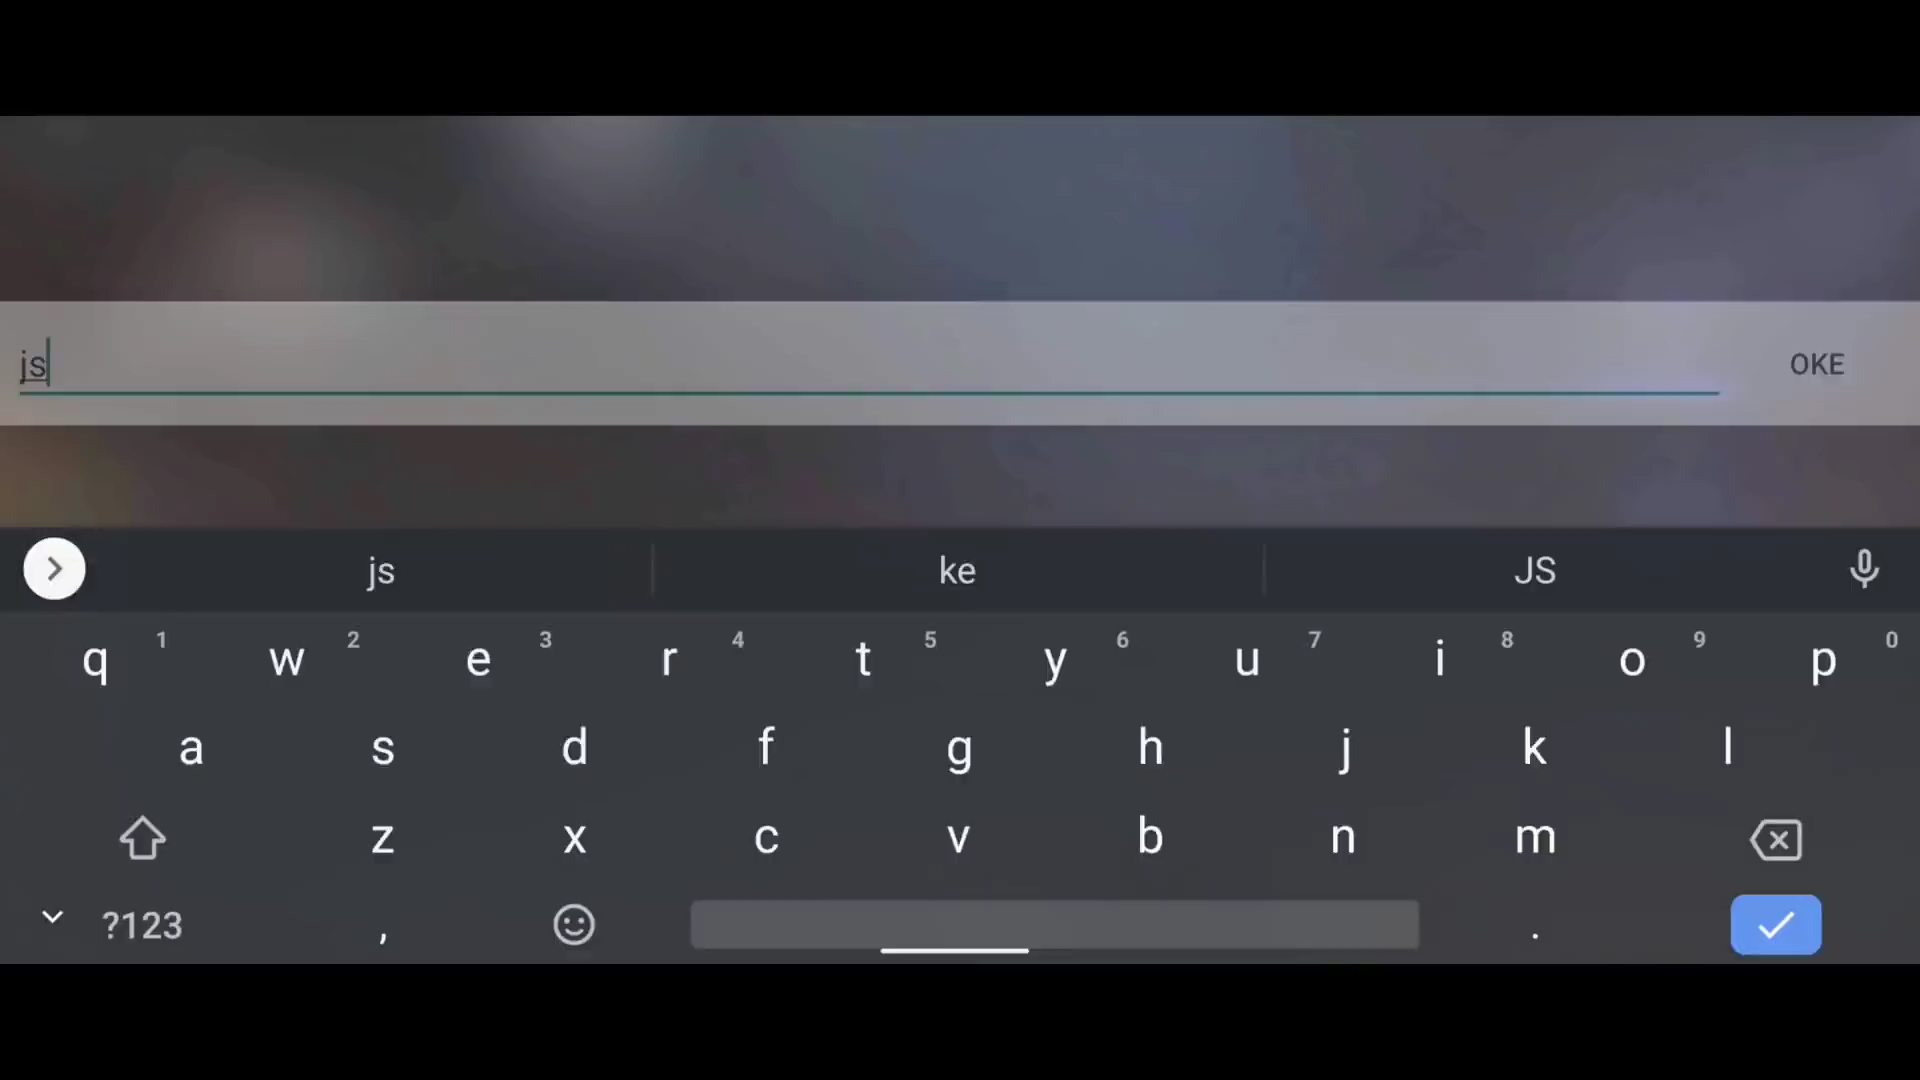 js
OKE
js ke JS
q 1 w 2 e 3 r 4 t 5 y 6 u 7 i 8 o 9 p 0
a s d f g h j k l
z x c v b n m
?123 , .